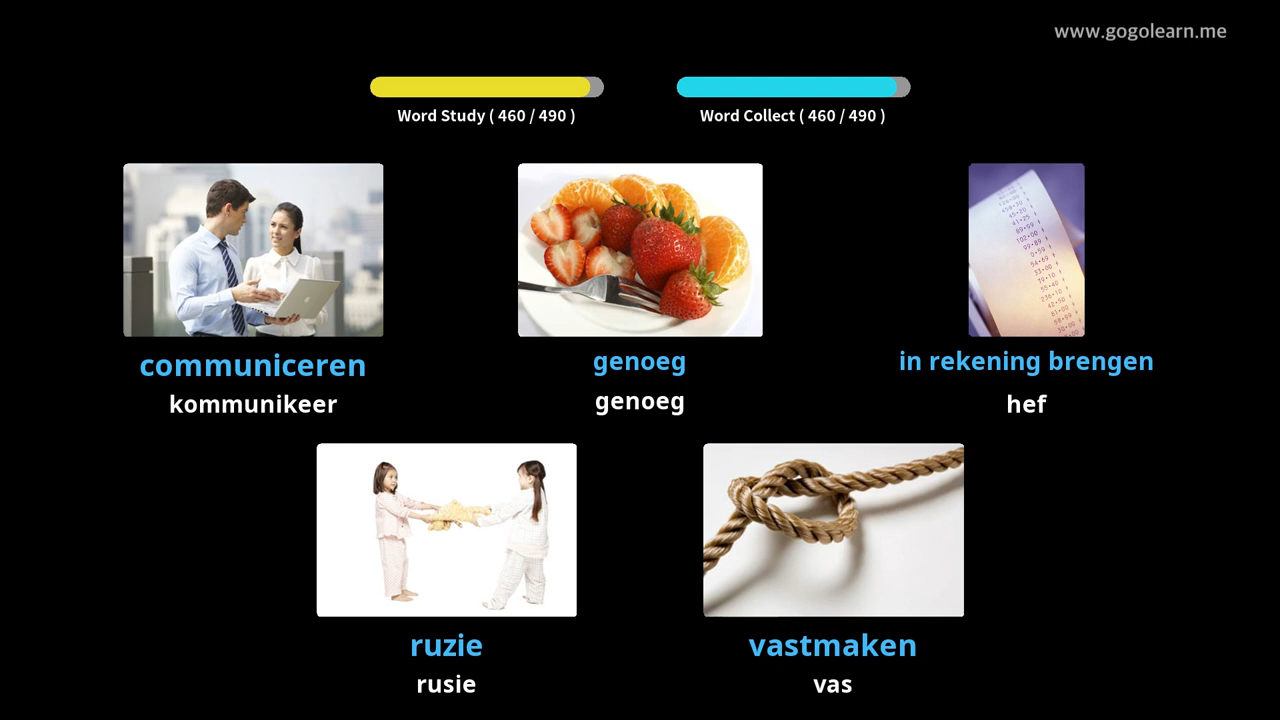 www.gogolearn.me
Word Study ( 460 / 490 )
Word Collect ( 460 / 490 )
communiceren
kommunikeer
genoeg
genoeg
in rekening brengen
hef
ruzie
rusie
vastmaken
vas